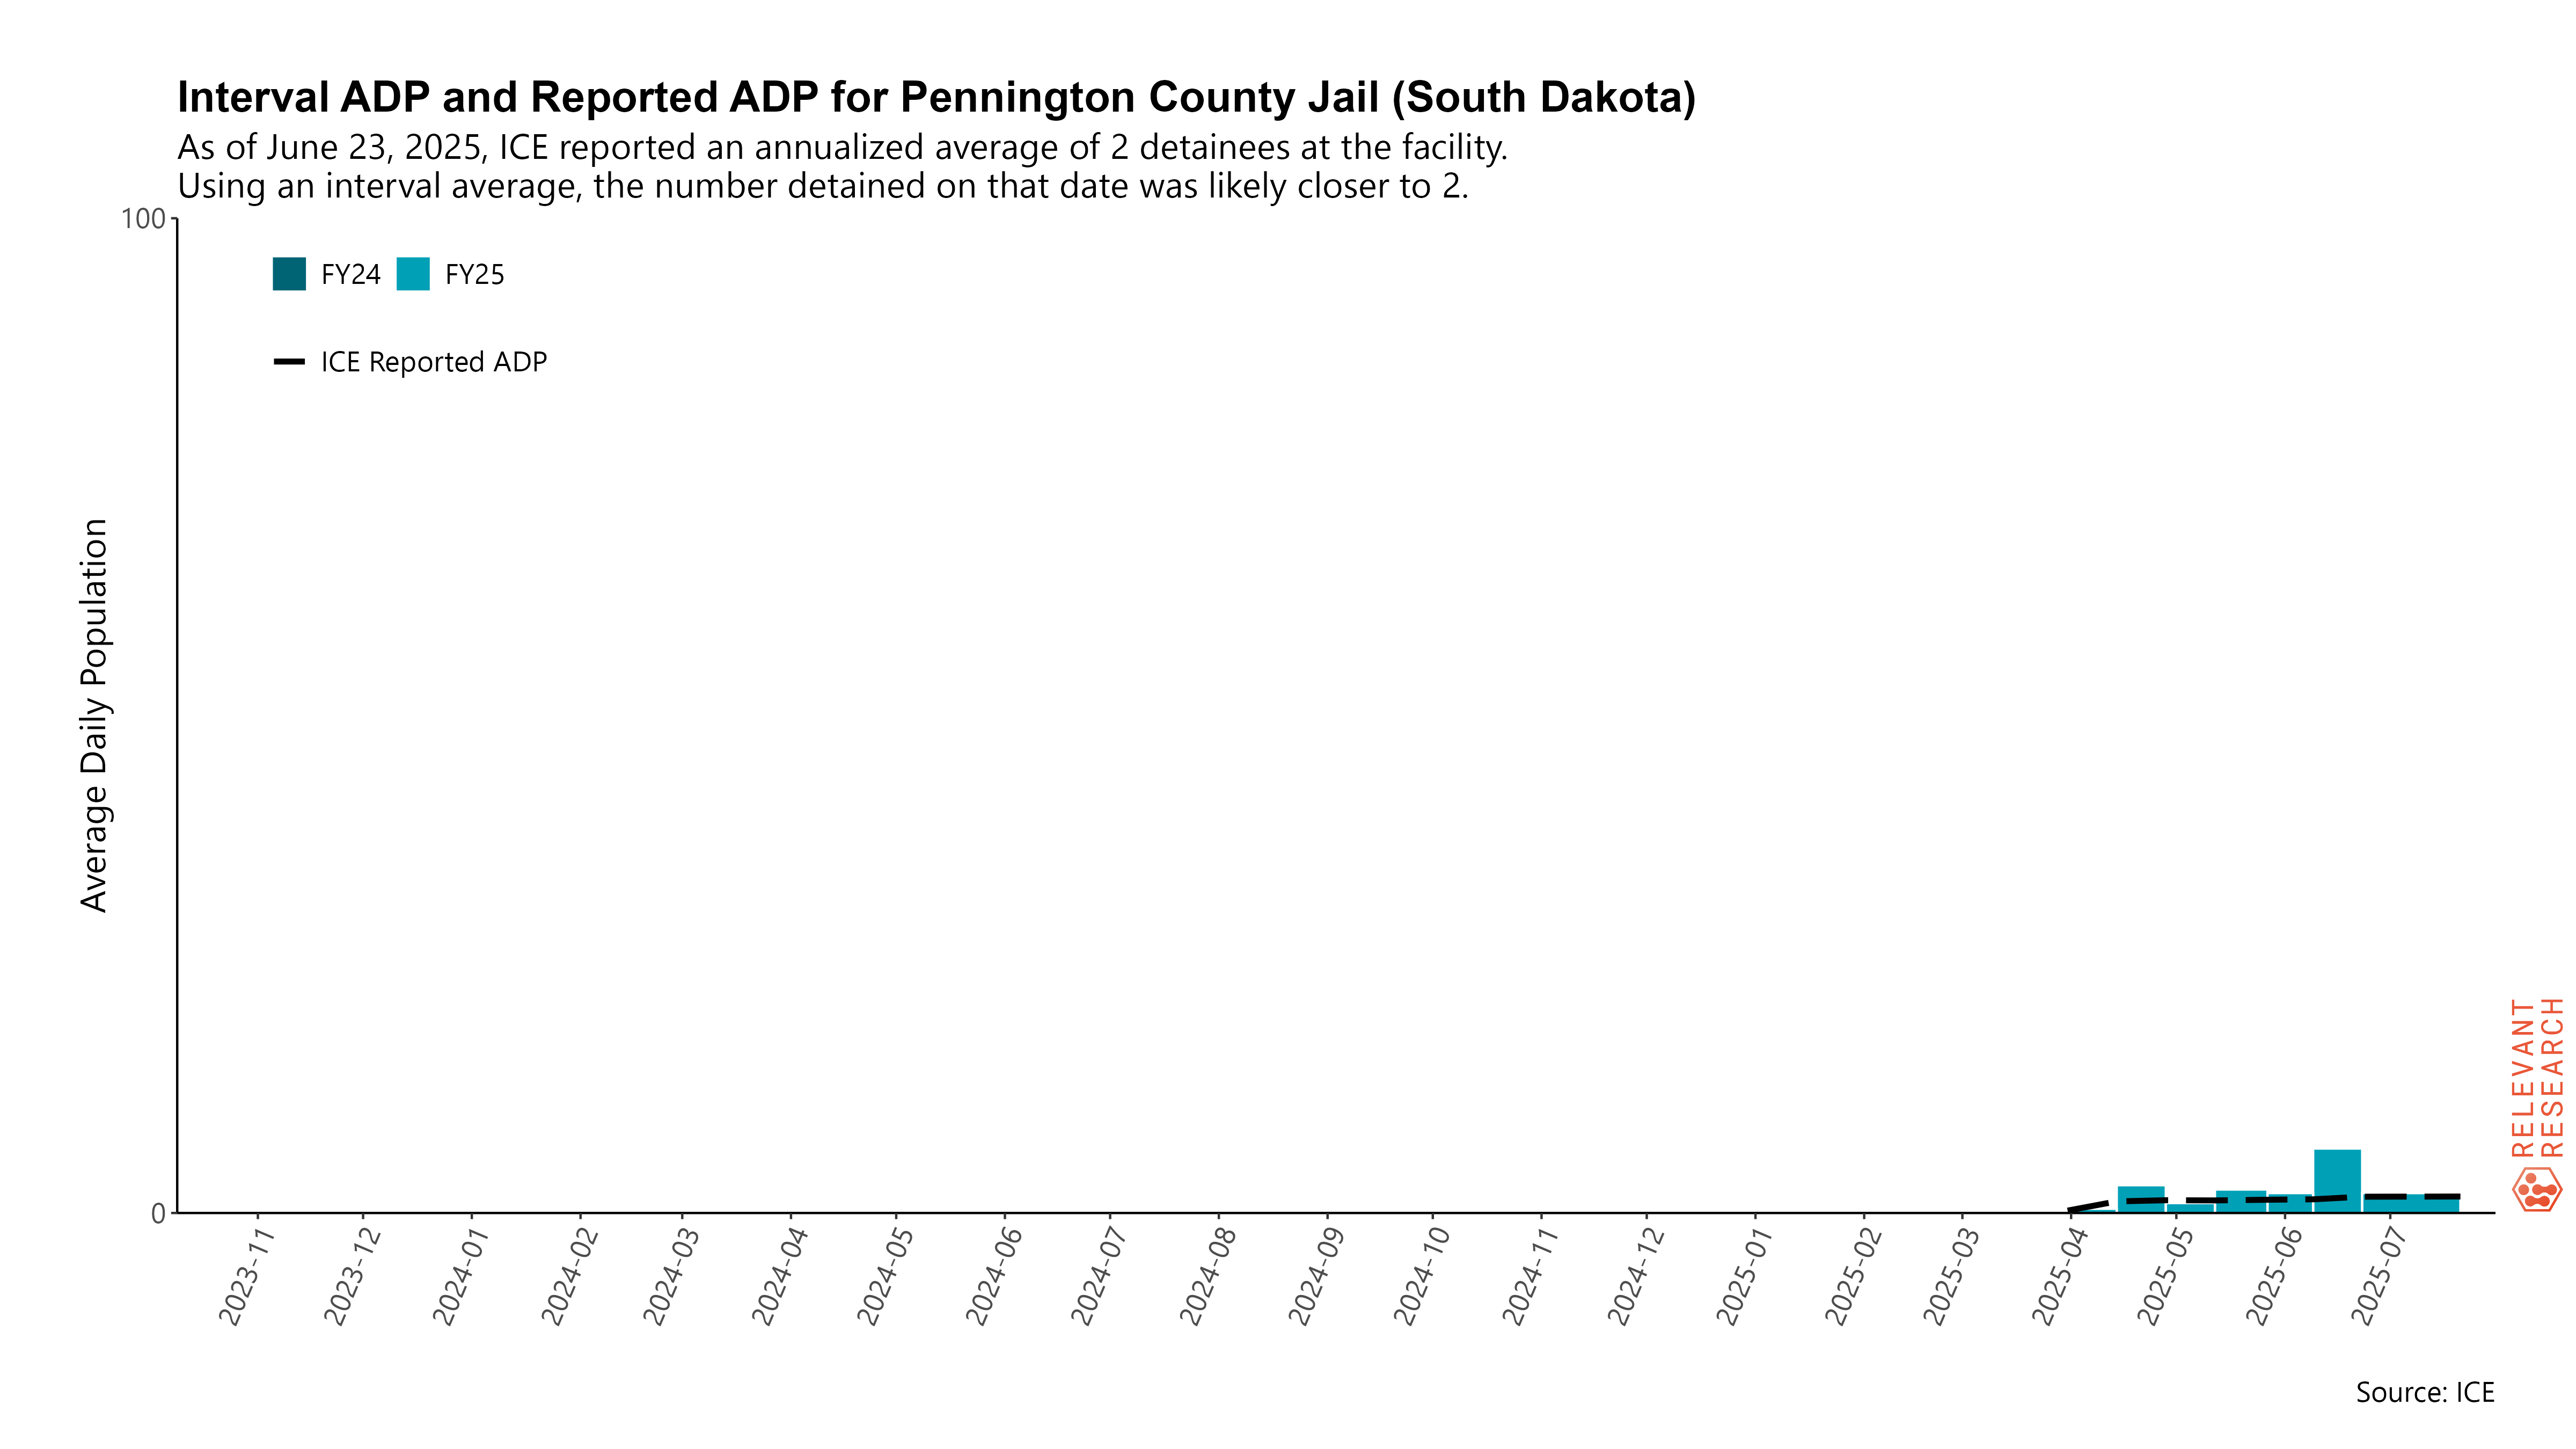 Interval ADP and Reported ADP for Pennington County Jail (South Dakota)
As of June 23, 2025, ICE reported an annualized average of 2 detainees at the facility.
Using an interval average, the number detained on that date was likely closer to 2.
100
FY24
FY25
ICE Reported ADP
Average Daily Population
0
2023-11
2023-12
2024-01
2024-02
2024-03
2024-04
2024-05
2024-06
2024-07
2024-08
2024-09
2024-10
2024-11
2024-12
2025-01
2025-02
2025-03
2025-04
2025-05
2025-06
2025-07
RELEVANT
RESEARCH
Source: ICE